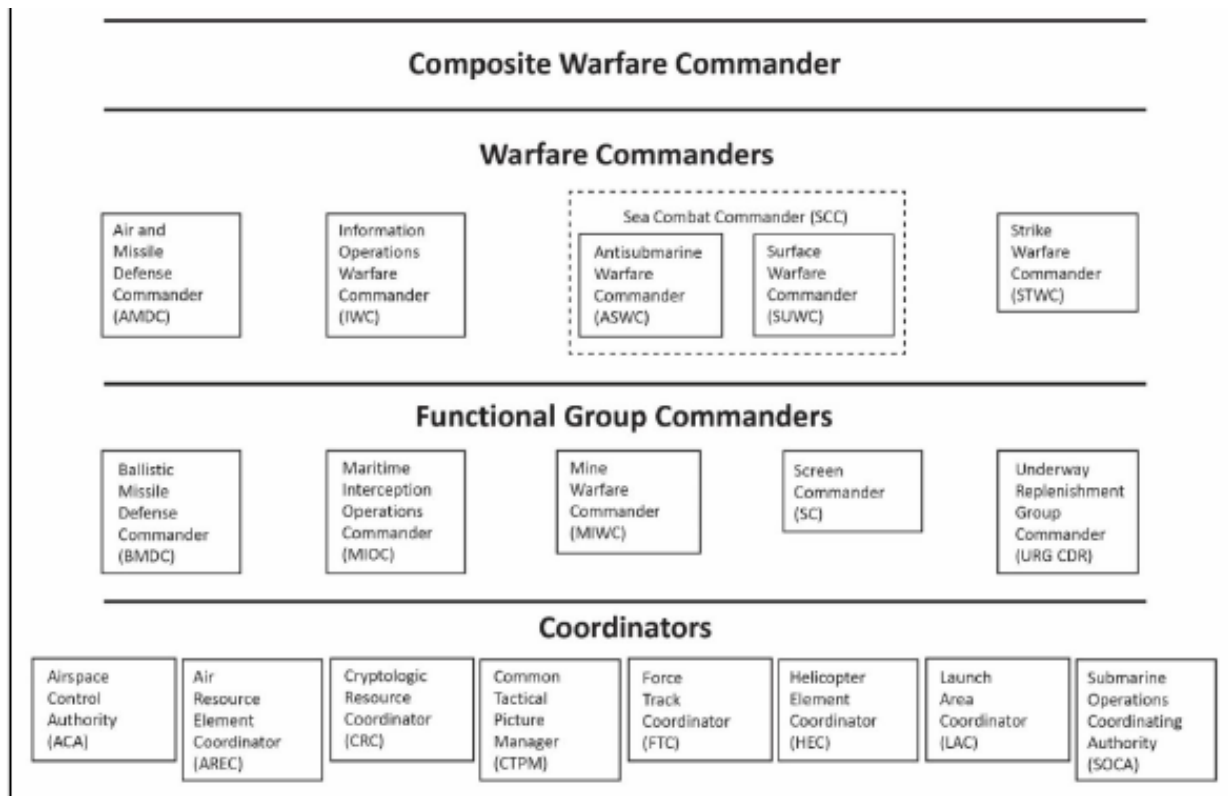 Composite Warfare Commander
Warfare Commanders
Air and
Missile
Defense
Commander
(AMDC)
Information
Operations
Warfare
Commander
(IWC)
Sea Combat Commander (SCC)
Antisubmarine
Warfare
Commander
(ASWC)
Surface
Warfare
Commander
(SUWC)
Strike
Warfare
Commander
(STWC)
Functional Group Commanders
Ballistic
Missile
Defense
Commander
(BMDC)
Maritime
Interception
Operations
Commander
(MIOC)
Mine
Warfare
Commander
(MIWC)
Screen
Commander
(SC)
Underway
Replenishment
Group
Commander
(URG CDR)
Coordinators
Airspace
Control
Authority
(ACA)
Air
Resource
Element
Coordinator
(AREC)
Cryptologic
Resource
Coordinator
(CRC)
Common
Tactical
Picture
Manager
(CTPM)
Force
Track
Coordinator
(FTC)
Helicopter
Element
Coordinator
(HEC)
Launch
Area
Coordinator
(LAC)
Submarine
Operations
Coordinating
Authority
(SOCA)